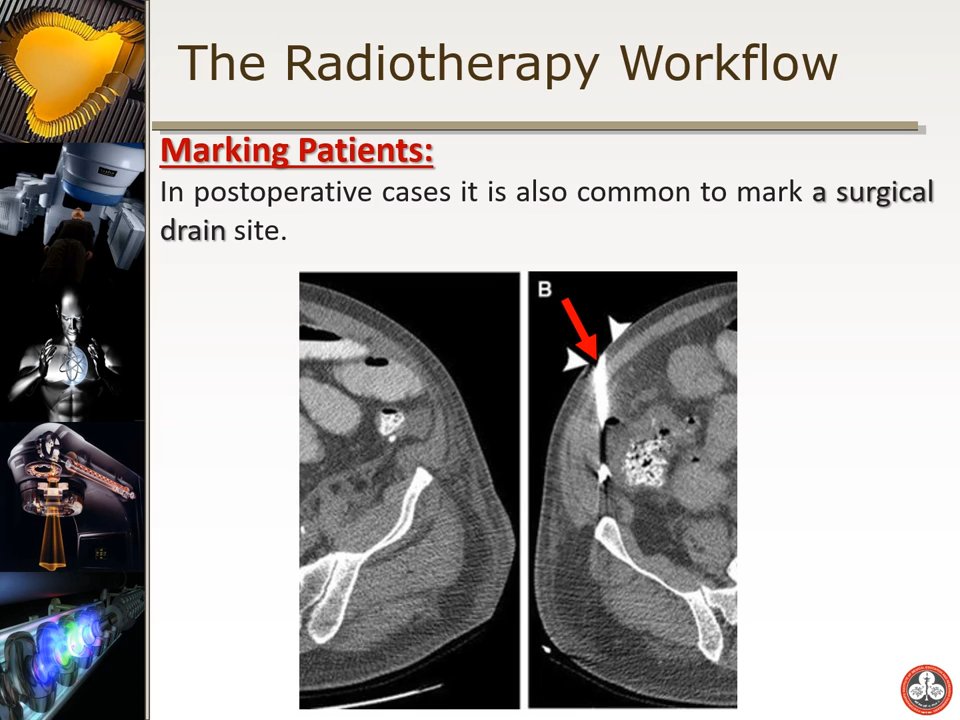 The Radiotherapy Workflow
Marking Patients:
In postoperative cases it is also common to mark a surgical
drain site.
B